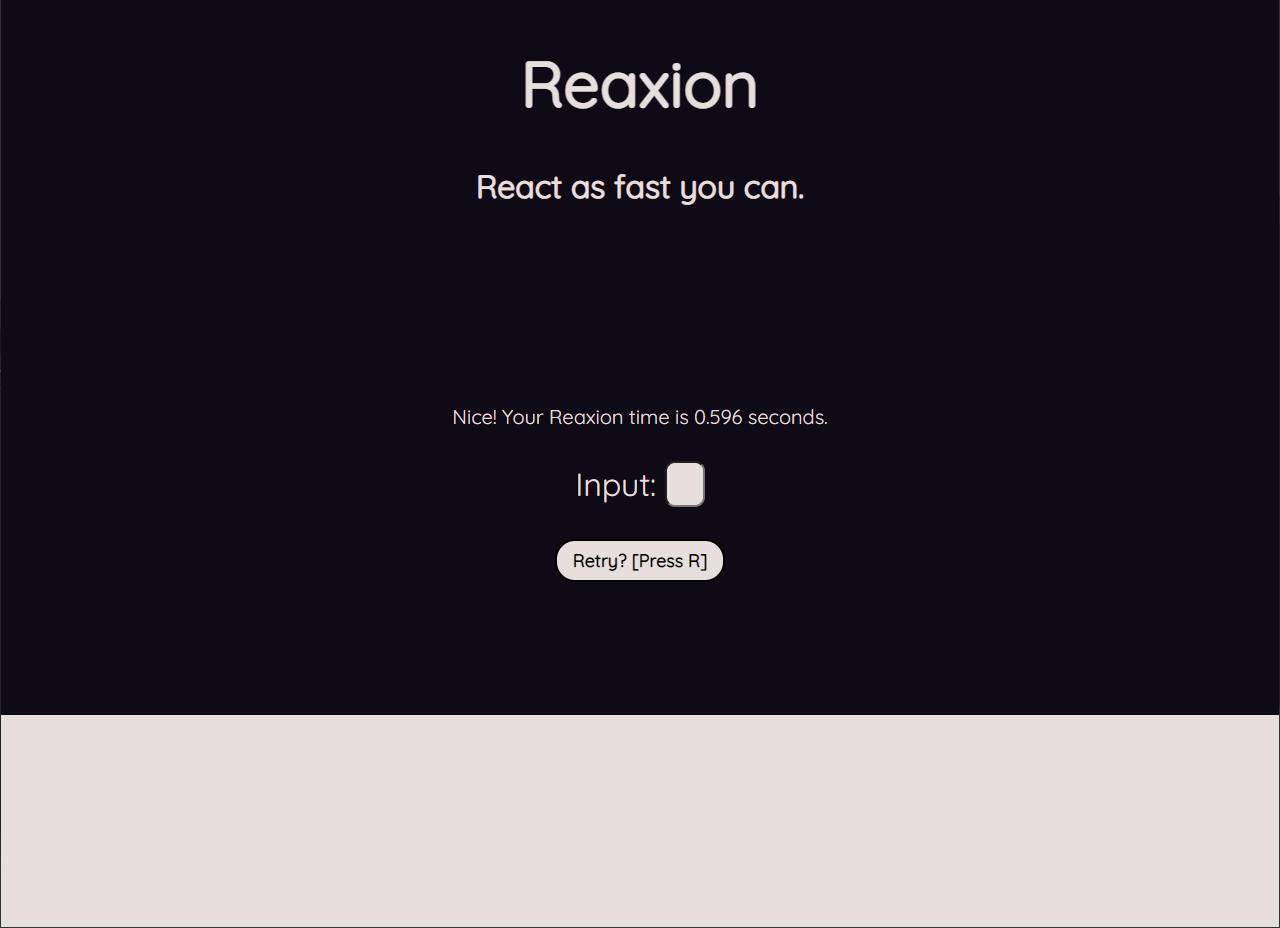 Reaxion
React as fast you can.
Nice! Your Reaxion time is 0.596 seconds.
Input:
Retry? [Press R]